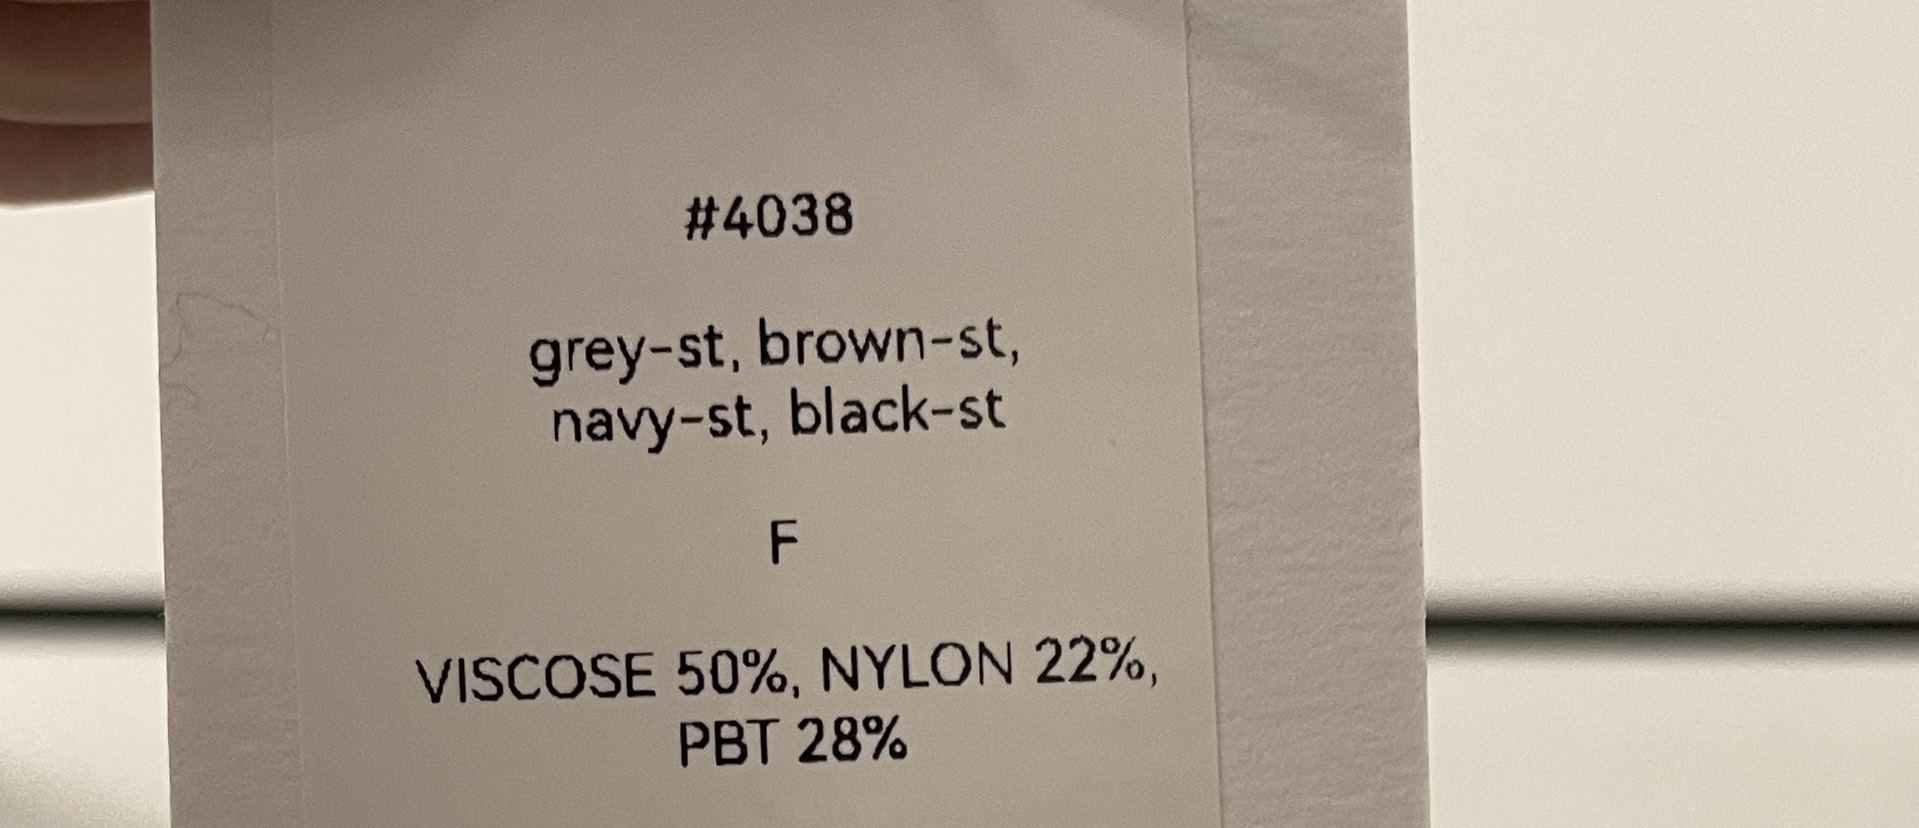 #4038
grey-st, brown-st,
navy-st, black-st
F
VISCOSE 50%, NYLON 22%,
PBT 28%